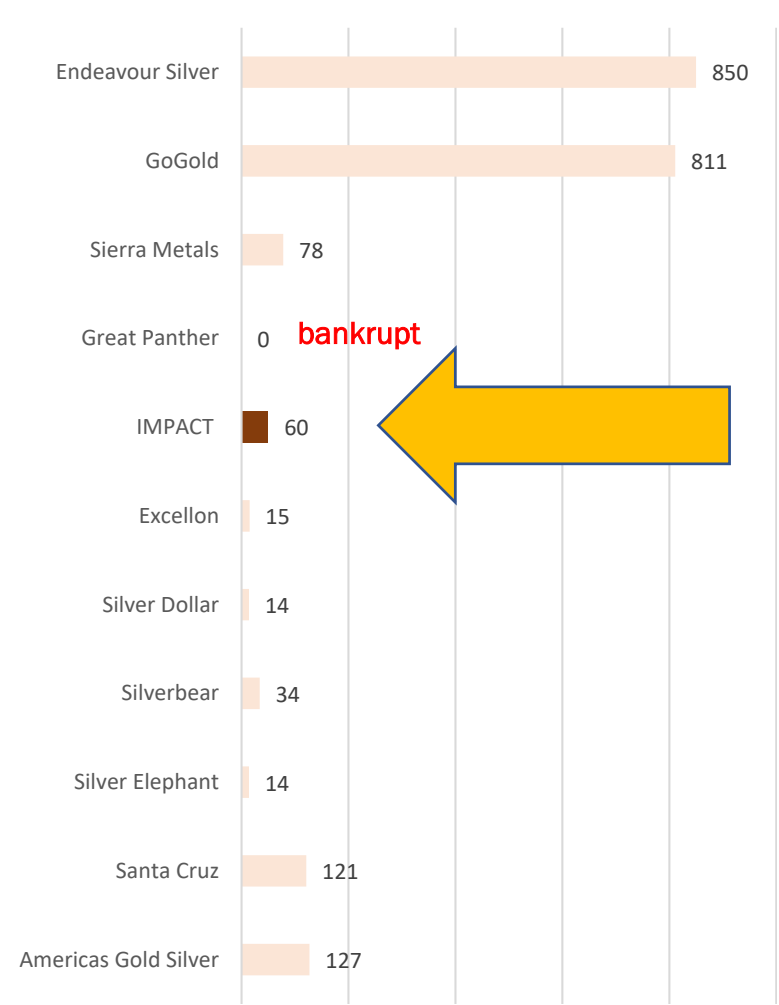 Endeavour Silver 850
GoGold 811
Sierra Metals 78
Great Panther 0 bankrupt
IMPACT 60
Excellon 15
Silver Dollar 14
Silverbear 34
Silver Elephant 14
Santa Cruz 121
Americas Gold Silver 127